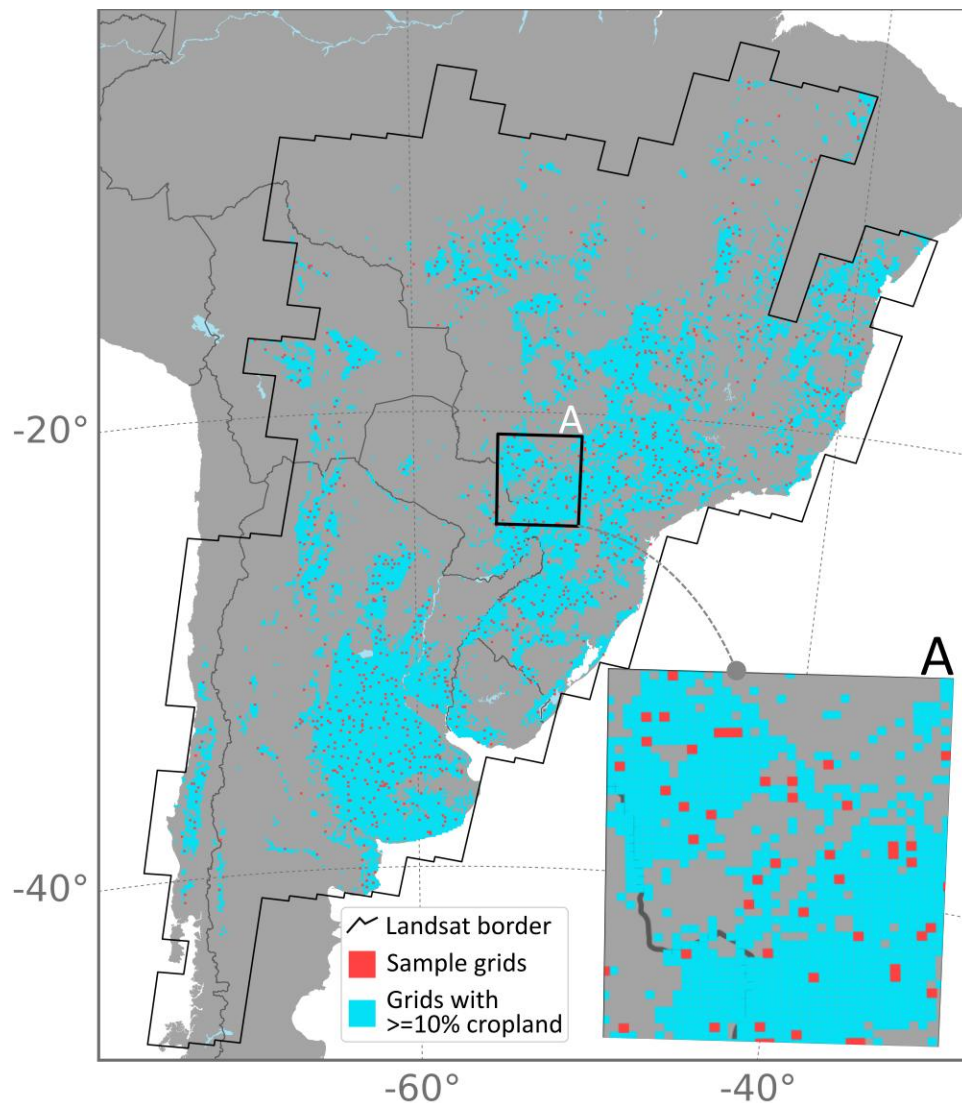 A
-20°
A
-40°
Landsat border
Sample grids
Grids with
>=10% cropland
-60°
-40°